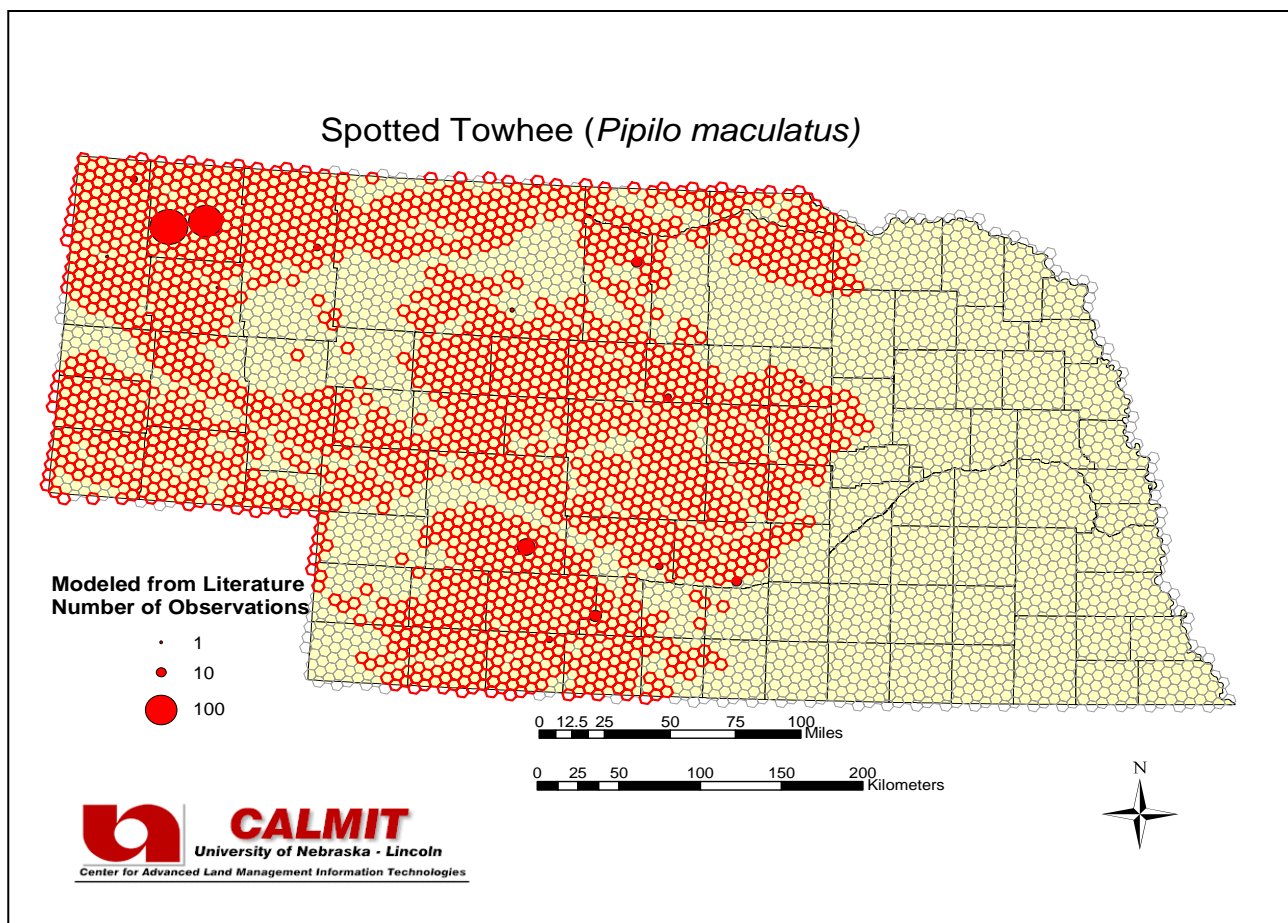 Spotted Towhee (Pipilo maculatus)
Modeled from Literature
Number of Observations
1
10
100
0 12.5 25 50 75 100
Miles
0 25 50 100 150 200
Kilometers
N
CALMIT
University of Nebraska - Lincoln
Center for Advanced Land Management Information Technologies